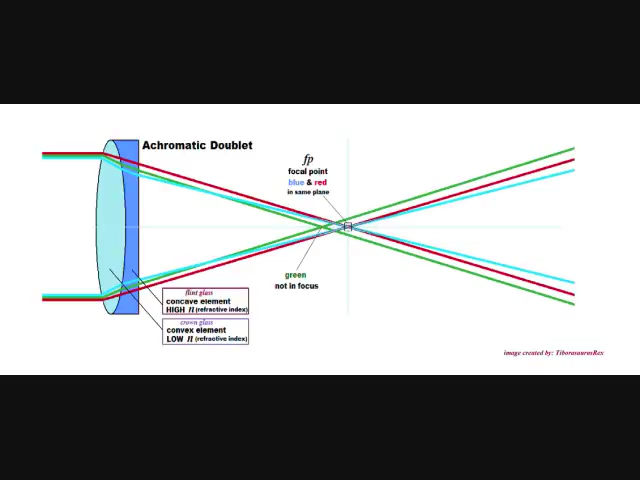 Achromatic Doublet
fp
focal point
blue & red
in same plane
green
not in focus
flint glass
concave element
HIGH n (refractive index)
crown glass
convex element
LOW n (refractive index)
image created by: TiborasaurusRex